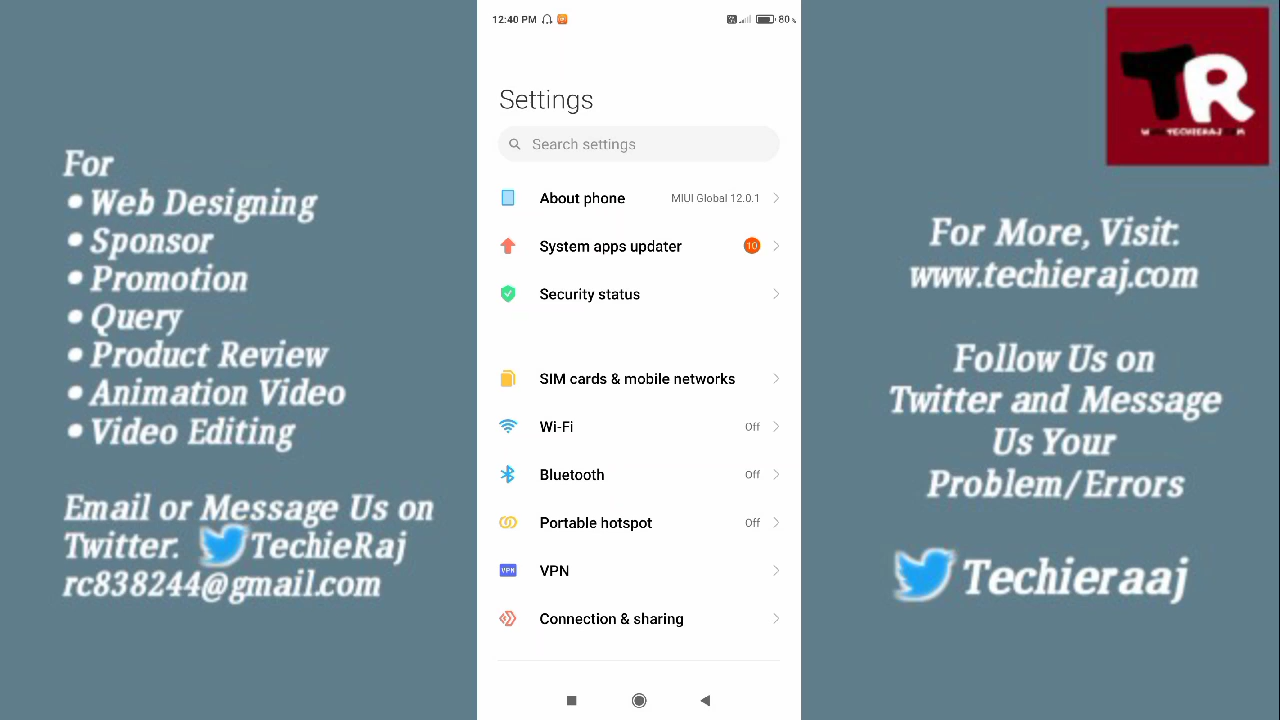 For
• Web Designing
• Sponsor
• Promotion
• Query
• Product Review
• Animation Video
• Video Editing
Email or Message Us on
Twitter. TechieRaj
rc838244@gmail.com
12:40 PM
80%
Settings
Search settings
About phone MIUI Global 12.0.1
System apps updater 10
Security status
SIM cards & mobile networks
Wi-Fi Off
Bluetooth Off
Portable hotspot Off
VPN VPN
Connection & sharing
TR
For More, Visit:
www.techieraj.com
Follow Us on
Twitter and Message
Us Your
Problem/Errors
Techieraaj